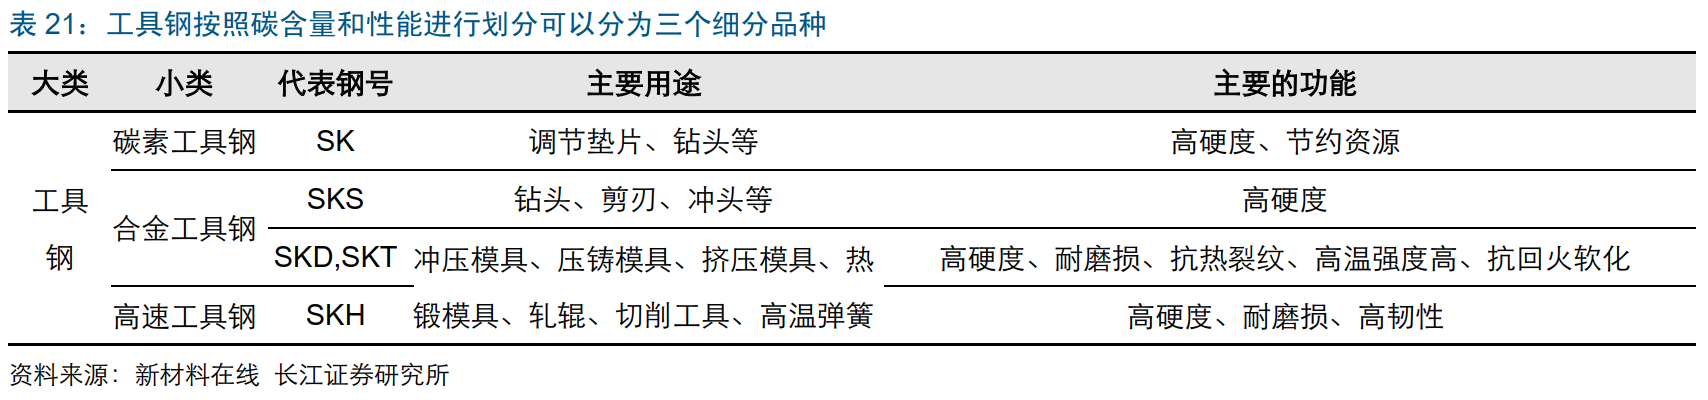 表 21：工具钢按照碳含量和性能进行划分可以分为三个细分品种
大类 小类 代表钢号 主要用途 主要的功能
碳素工具钢 SK 调节垫片、钻头等 高硬度、节约资源
工具
钢
合金工具钢
SKS 钻头、剪刃、冲头等 高硬度
SKD,SKT 冲压模具、压铸模具、挤压模具、热 高硬度、耐磨损、抗热裂纹、高温强度高、抗回火软化
高速工具钢 SKH 锻模具、轧辊、切削工具、高温弹簧 高硬度、耐磨损、高韧性
资料来源：新材料在线 长江证券研究所